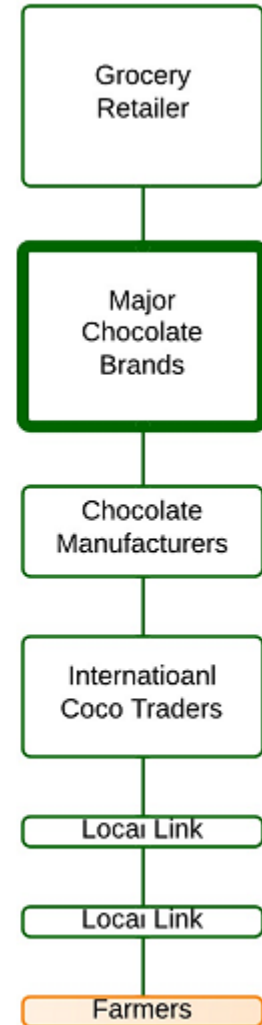 Grocery
Retailer
Major
Chocolate
Brands
Chocolate
Manufacturers
Internatioanl
Coco Traders
Local Link
Local Link
Farmers